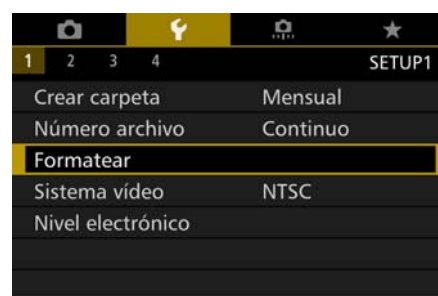 1 2 3 4 SETUP1
Crear carpeta Mensual
Número archivo Continuo
Formatear
Sistema vídeo NTSC
Nivel electrónico